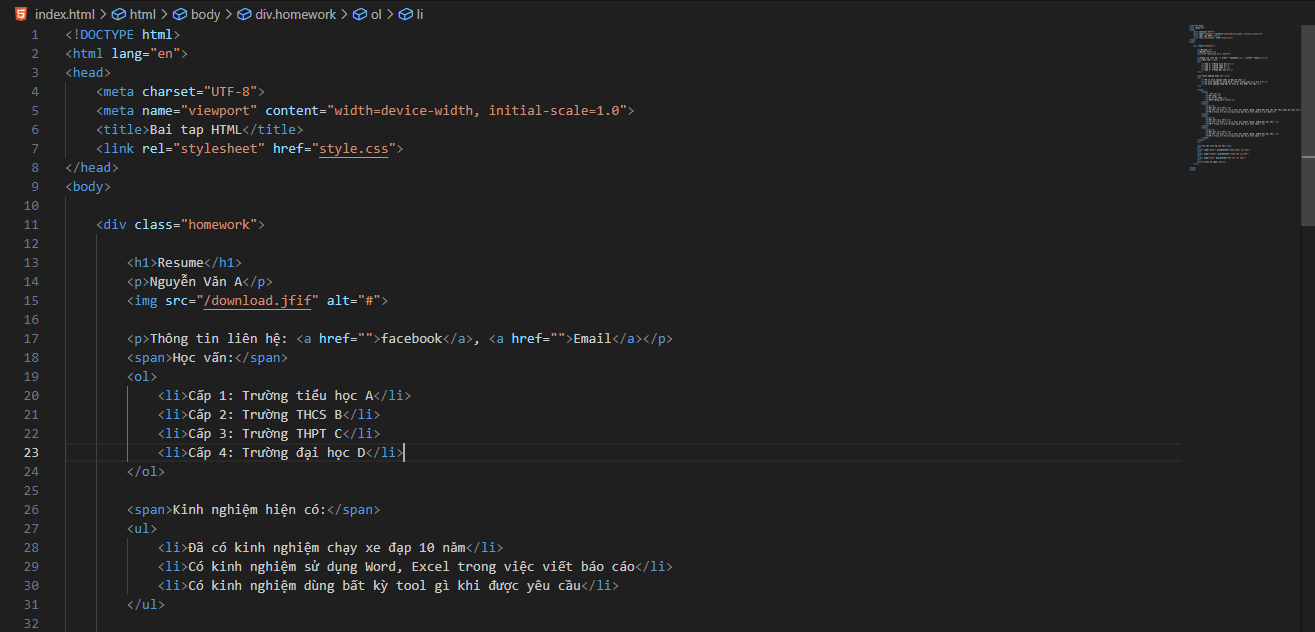 index.html > html > body > div.homework > ol > li
1 <!DOCTYPE html>
2 <html lang="en">
3 <head>
4 <meta charset="UTF-8">
5 <meta name="viewport" content="width=device-width, initial-scale=1.0">
6 <title>Bai tap HTML</title>
7 <link rel="stylesheet" href="style.css">
8 </head>
9 <body>
10
11 <div class="homework">
12
13 <h1>Resume</h1>
14 <p>Nguyễn Văn A</p>
15 <img src="/download.jfif" alt="#">
16
17 <p>Thông tin liên hệ: <a href="">facebook</a>, <a href="">Email</a></p>
18 <span>Học vấn:</span>
19 <ol>
20 <li>Cấp 1: Trường tiểu học A</li>
21 <li>Cấp 2: Trường THCS B</li>
22 <li>Cấp 3: Trường THPT C</li>
23 <li>Cấp 4: Trường đại học D</li>
24 </ol>
25
26 <span>Kinh nghiệm hiện có:</span>
27 <ul>
28 <li>Đã có kinh nghiệm chạy xe đạp 10 năm</li>
29 <li>Có kinh nghiệm sử dụng Word, Excel trong việc viết báo cáo</li>
30 <li>Có kinh nghiệm dùng bất kỳ tool gì khi được yêu cầu</li>
31 </ul>
32